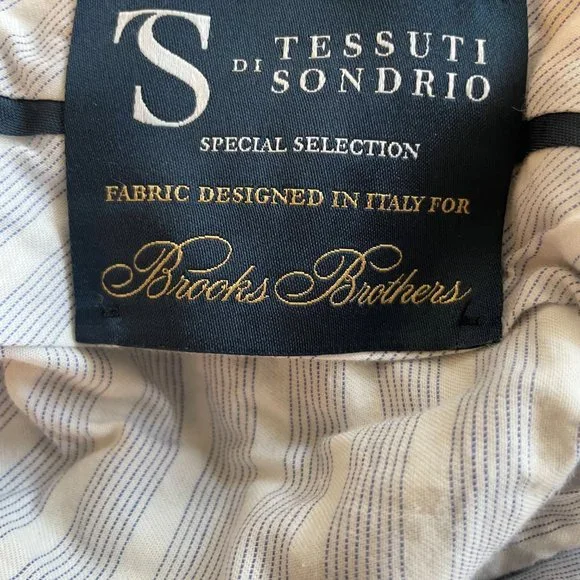 TS DI TESSUTI
SONDRIO
SPECIAL SELECTION
FABRIC DESIGNED IN ITALY FOR
Brooks Brothers